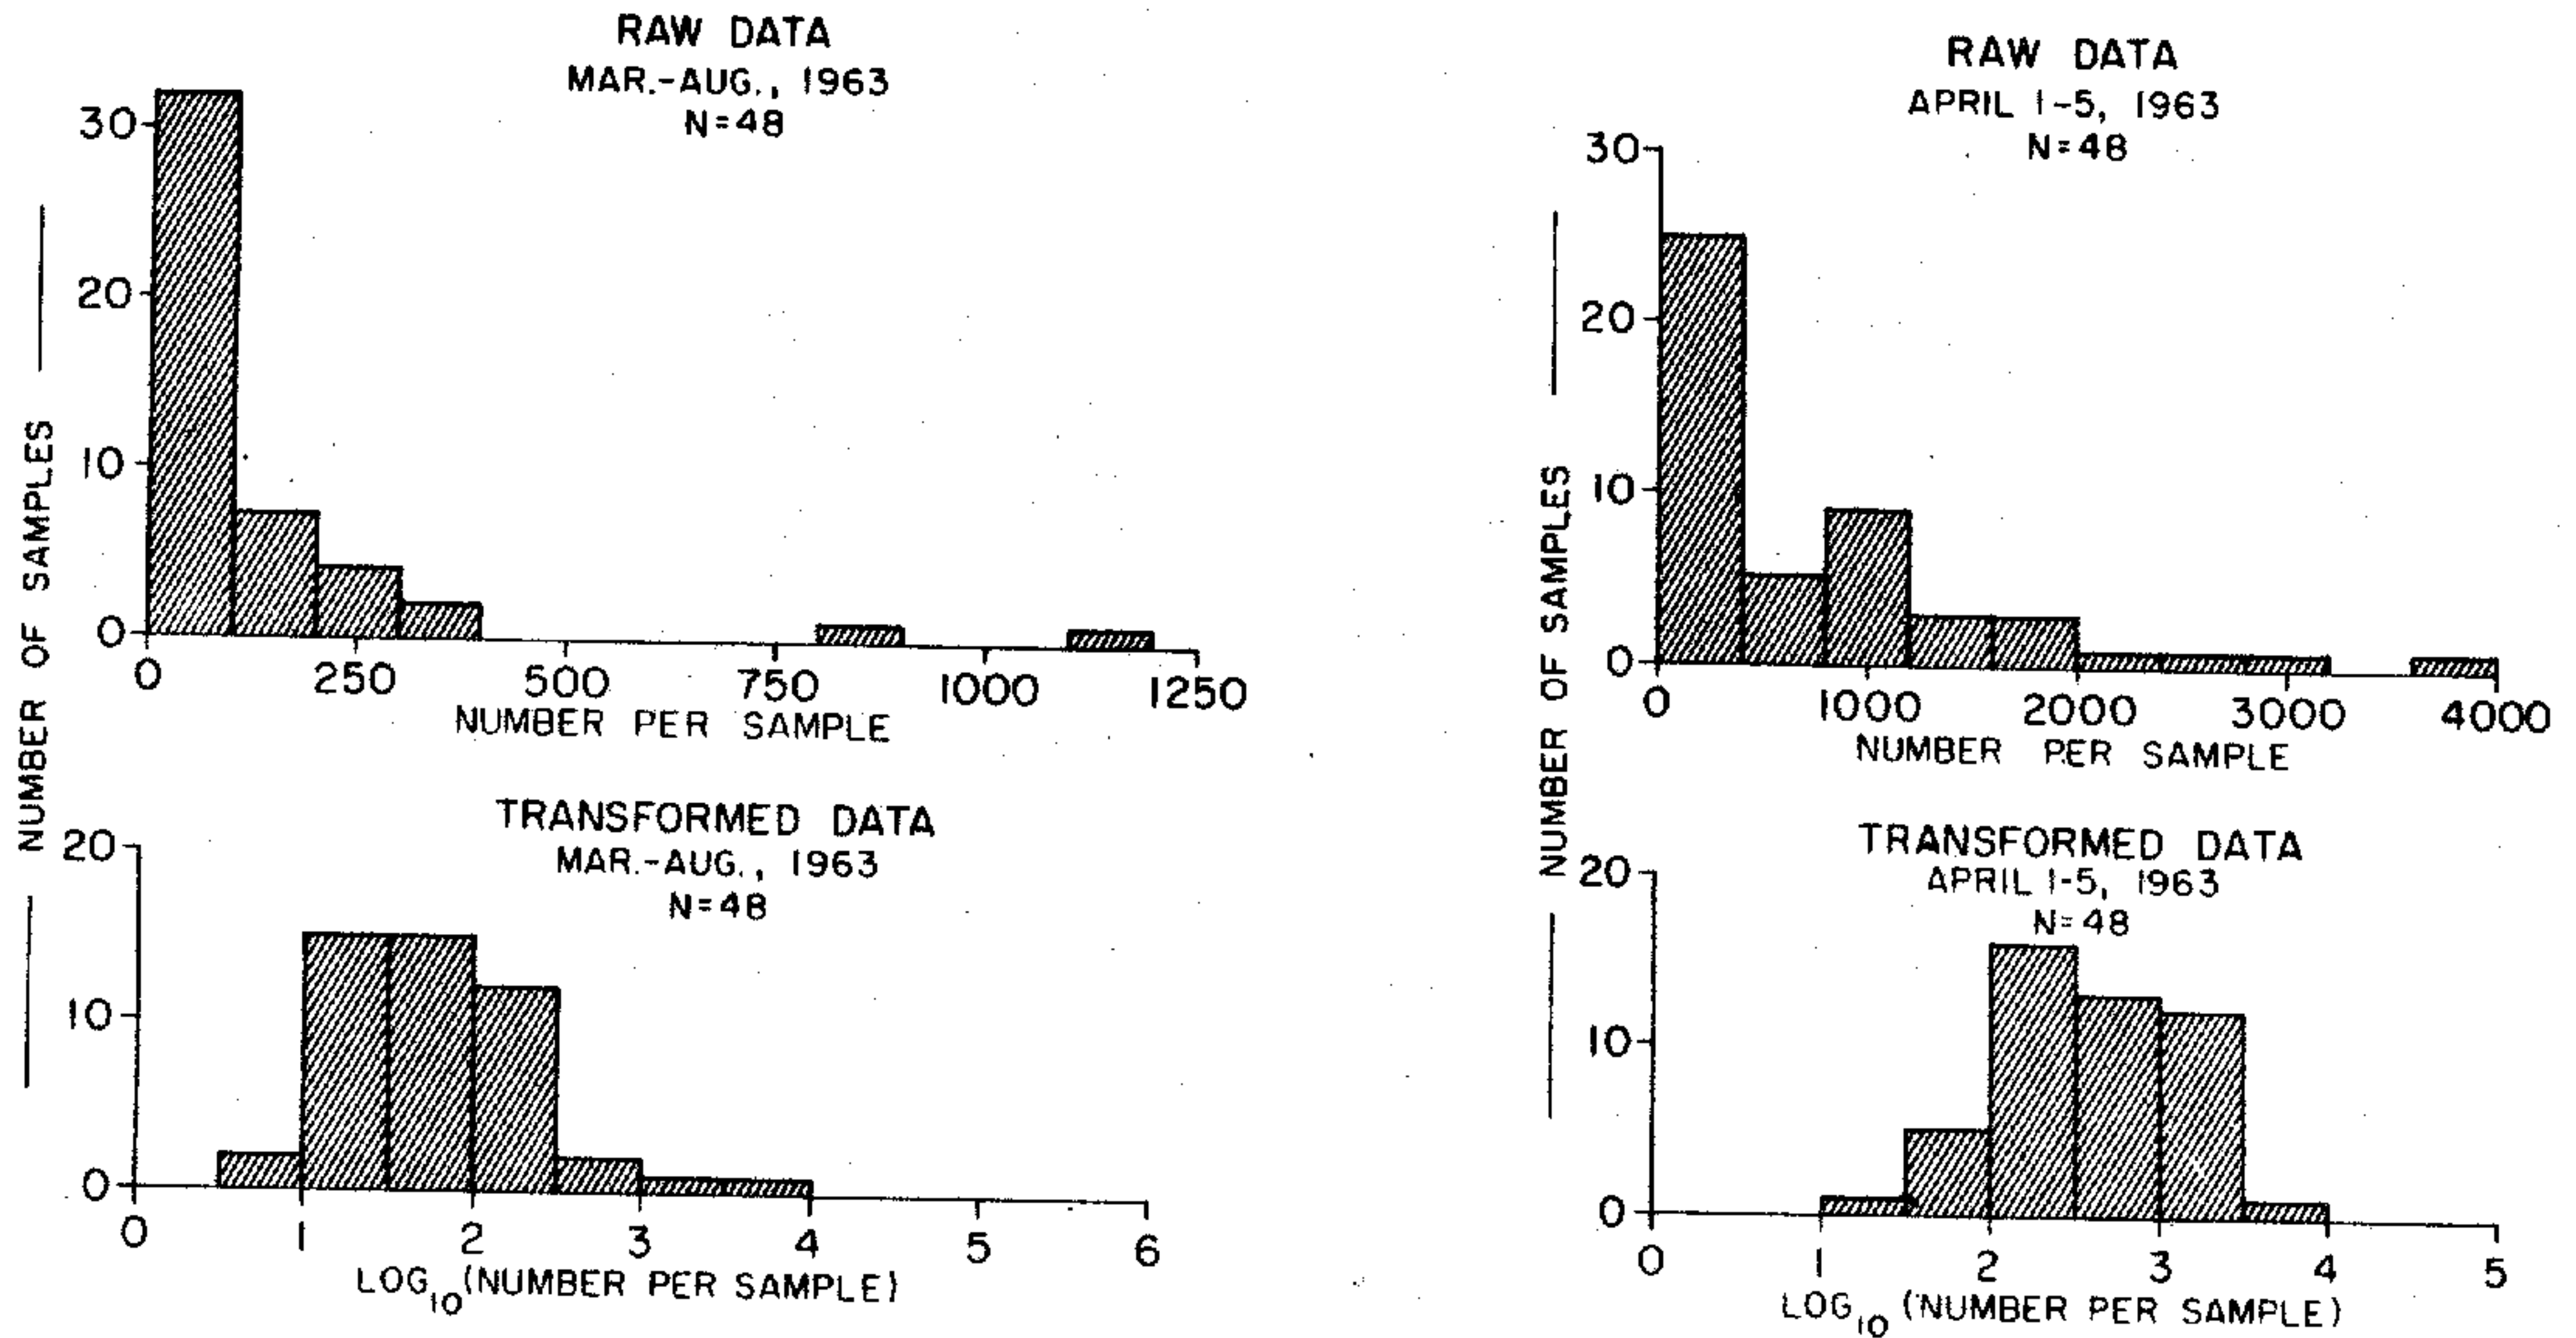 RAW DATA
MAR.-AUG., 1963
N=48
30
20
10
0
0 250 500 750 1000 1250
NUMBER PER SAMPLE
NUMBER OF SAMPLES
TRANSFORMED DATA
MAR.-AUG., 1963
N=48
20
10
0
0 1 2 3 4 5 6
LOG10(NUMBER PER SAMPLE)
RAW DATA
APRIL 1-5, 1963
N=48
30
20
10
0
0 1000 2000 3000 4000
NUMBER PER SAMPLE
NUMBER OF SAMPLES
TRANSFORMED DATA
APRIL 1-5, 1963
N=48
20
10
0
0 1 2 3 4 5
LOG10 (NUMBER PER SAMPLE)